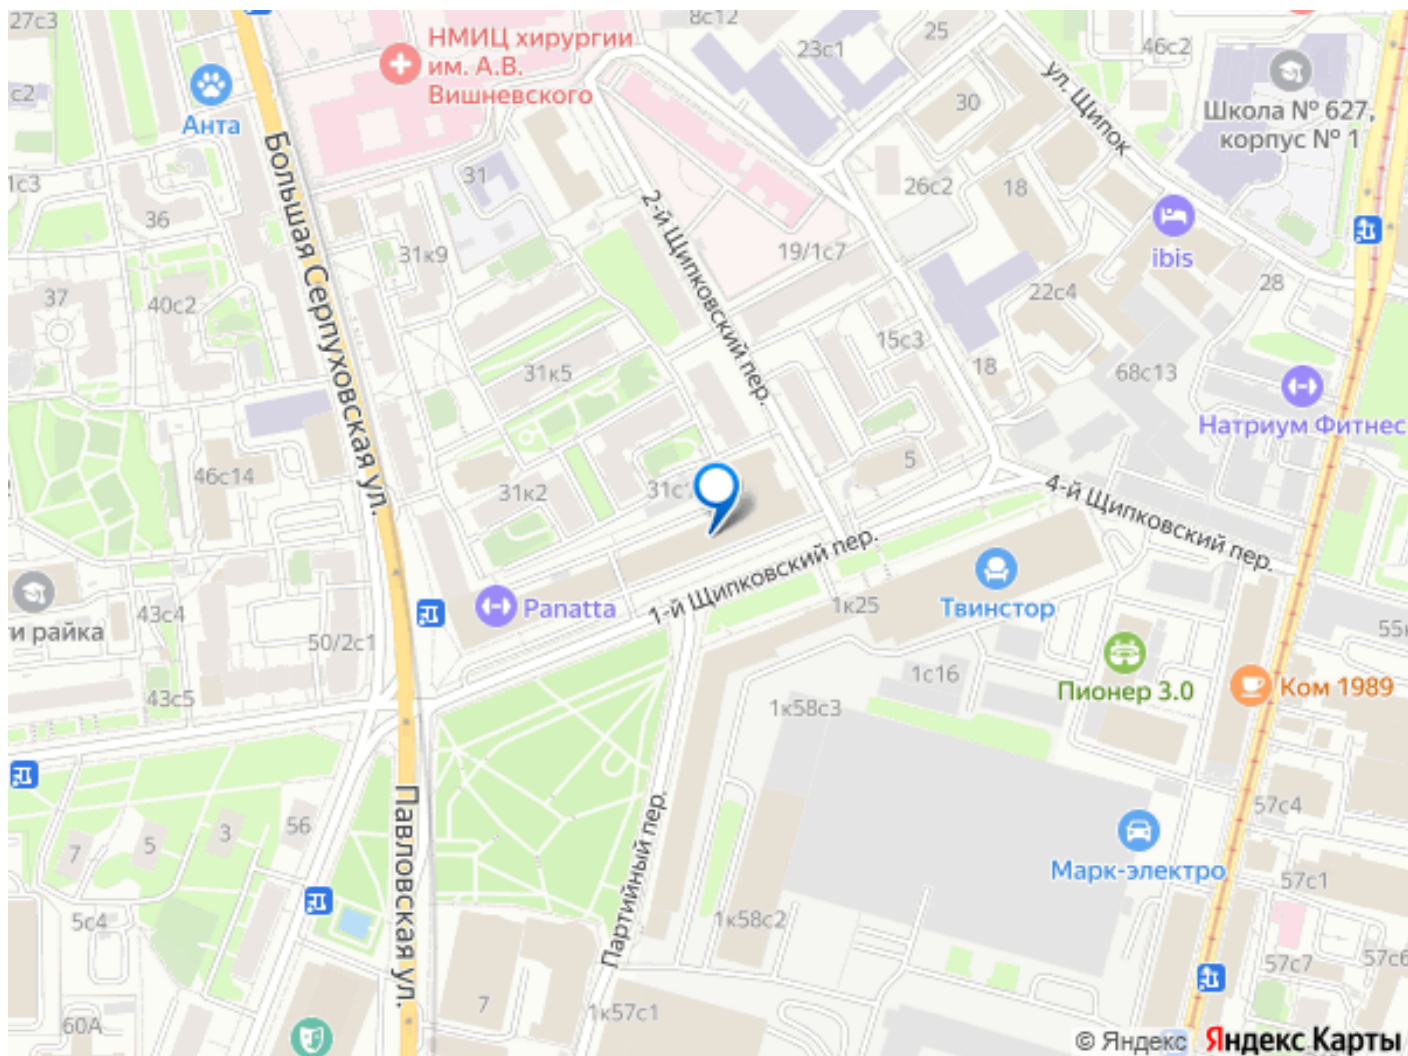 27с3
8с12
25
23с1
46с2
НМИЦ хирургии
им. А.В.
Вишневского
с2
Анта
30
ул. Щипок
Школа № 627,
корпус № 1
1с3
31
26с2
18
36
Большая Серпуховская ул.
2-й Щипковский пер.
31к9
19/1с7
ibis
28
37
40с2
22с4
15с3
18
68с13
31к5
Натриум Фитнес
46с14
31к2
5
4-й Щипковский пер.
1-й Щипковский пер.
Panatta
1к25
Твинстор
43с4
ти райка
50/2с1
1с16
Пионер 3.0
Ком 1989
43с5
1к58с3
Павловская ул.
Партийный пер.
56
3
5
7
57с4
Марк-электро
57с1
5с4
1к58с2
57с7
57с6
7
1к57с1
60А
© Яндекс Яндекс Карты